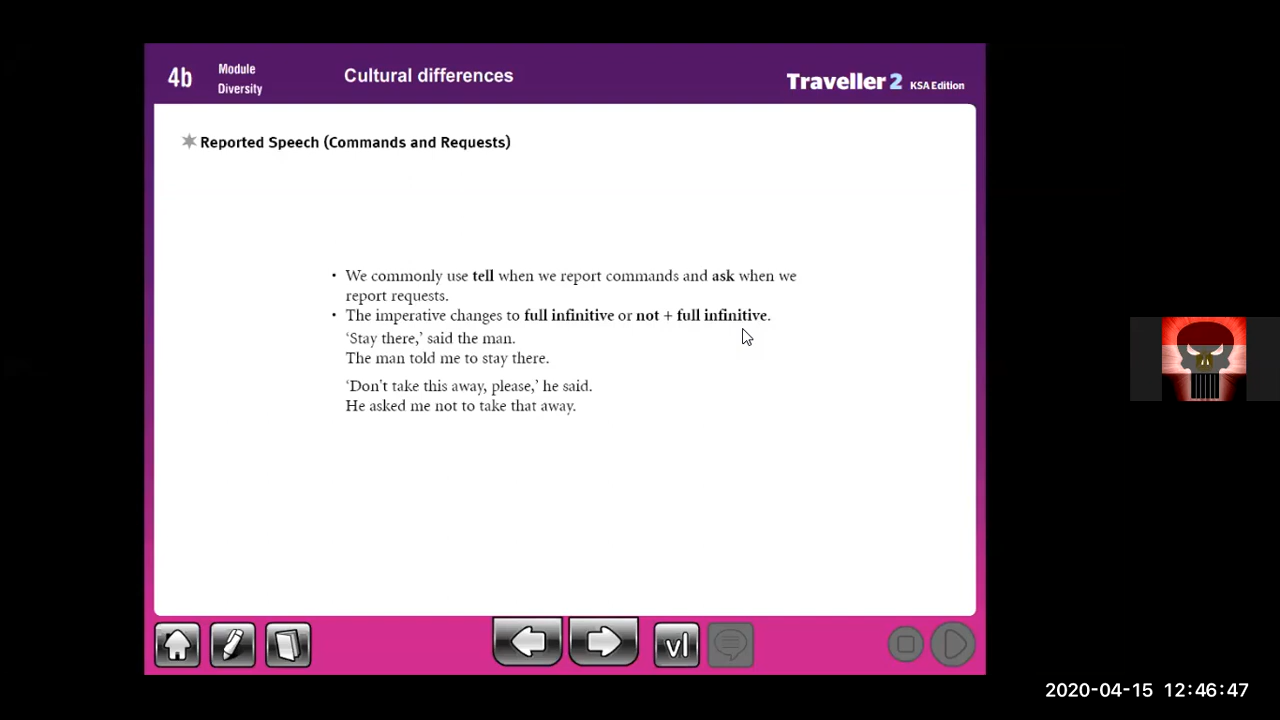 4b
Module
Diversity
Cultural differences
Traveller 2 KSA Edition
Reported Speech (Commands and Requests)
• We commonly use tell when we report commands and ask when we
report requests.
• The imperative changes to full infinitive or not + full infinitive.
‘Stay there,’ said the man.
The man told me to stay there.
‘Don't take this away, please,’ he said.
He asked me not to take that away.
vl
2020-04-15 12:46:47